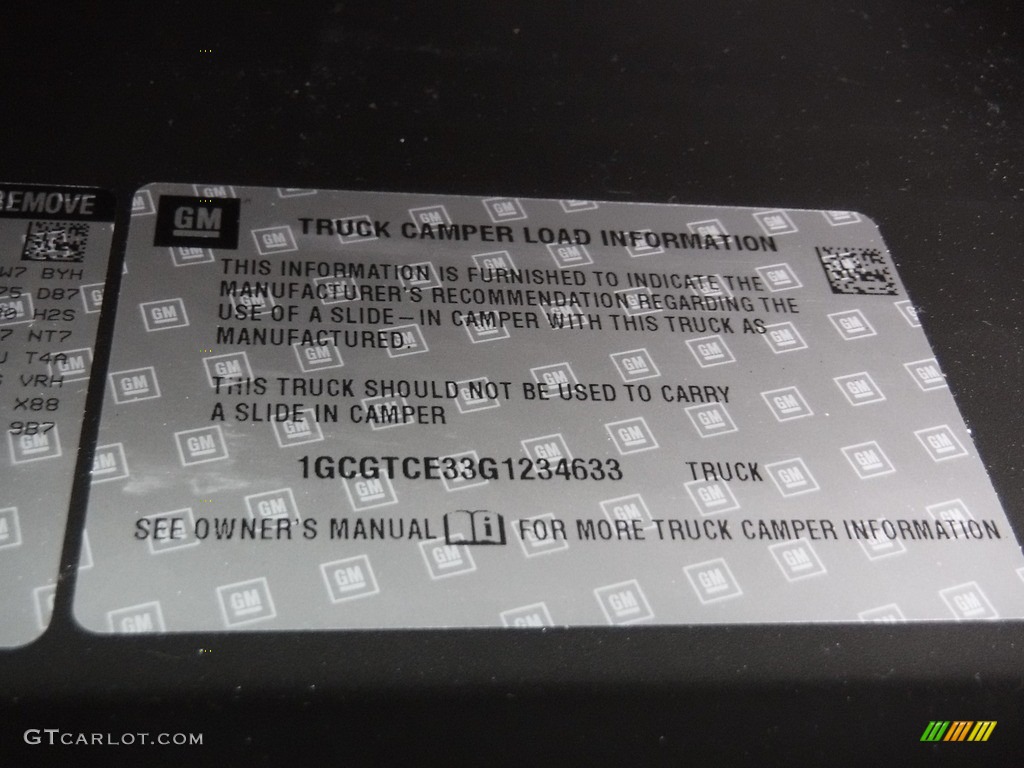 REMOVE
W7 BYH
75 D87
H2S
7 NT7
T4A
VRH
X88
9B7
GM
TRUCK CAMPER LOAD INFORMATION
THIS INFORMATION IS FURNISHED TO INDICATE THE
MANUFACTURER'S RECOMMENDATION REGARDING THE
USE OF A SLIDE-IN CAMPER WITH THIS TRUCK AS
MANUFACTURED.
THIS TRUCK SHOULD NOT BE USED TO CARRY
A SLIDE IN CAMPER
1GCGTCE33G1234633 TRUCK
SEE OWNER'S MANUAL i FOR MORE TRUCK CAMPER INFORMATION
GTCARLOT.COM